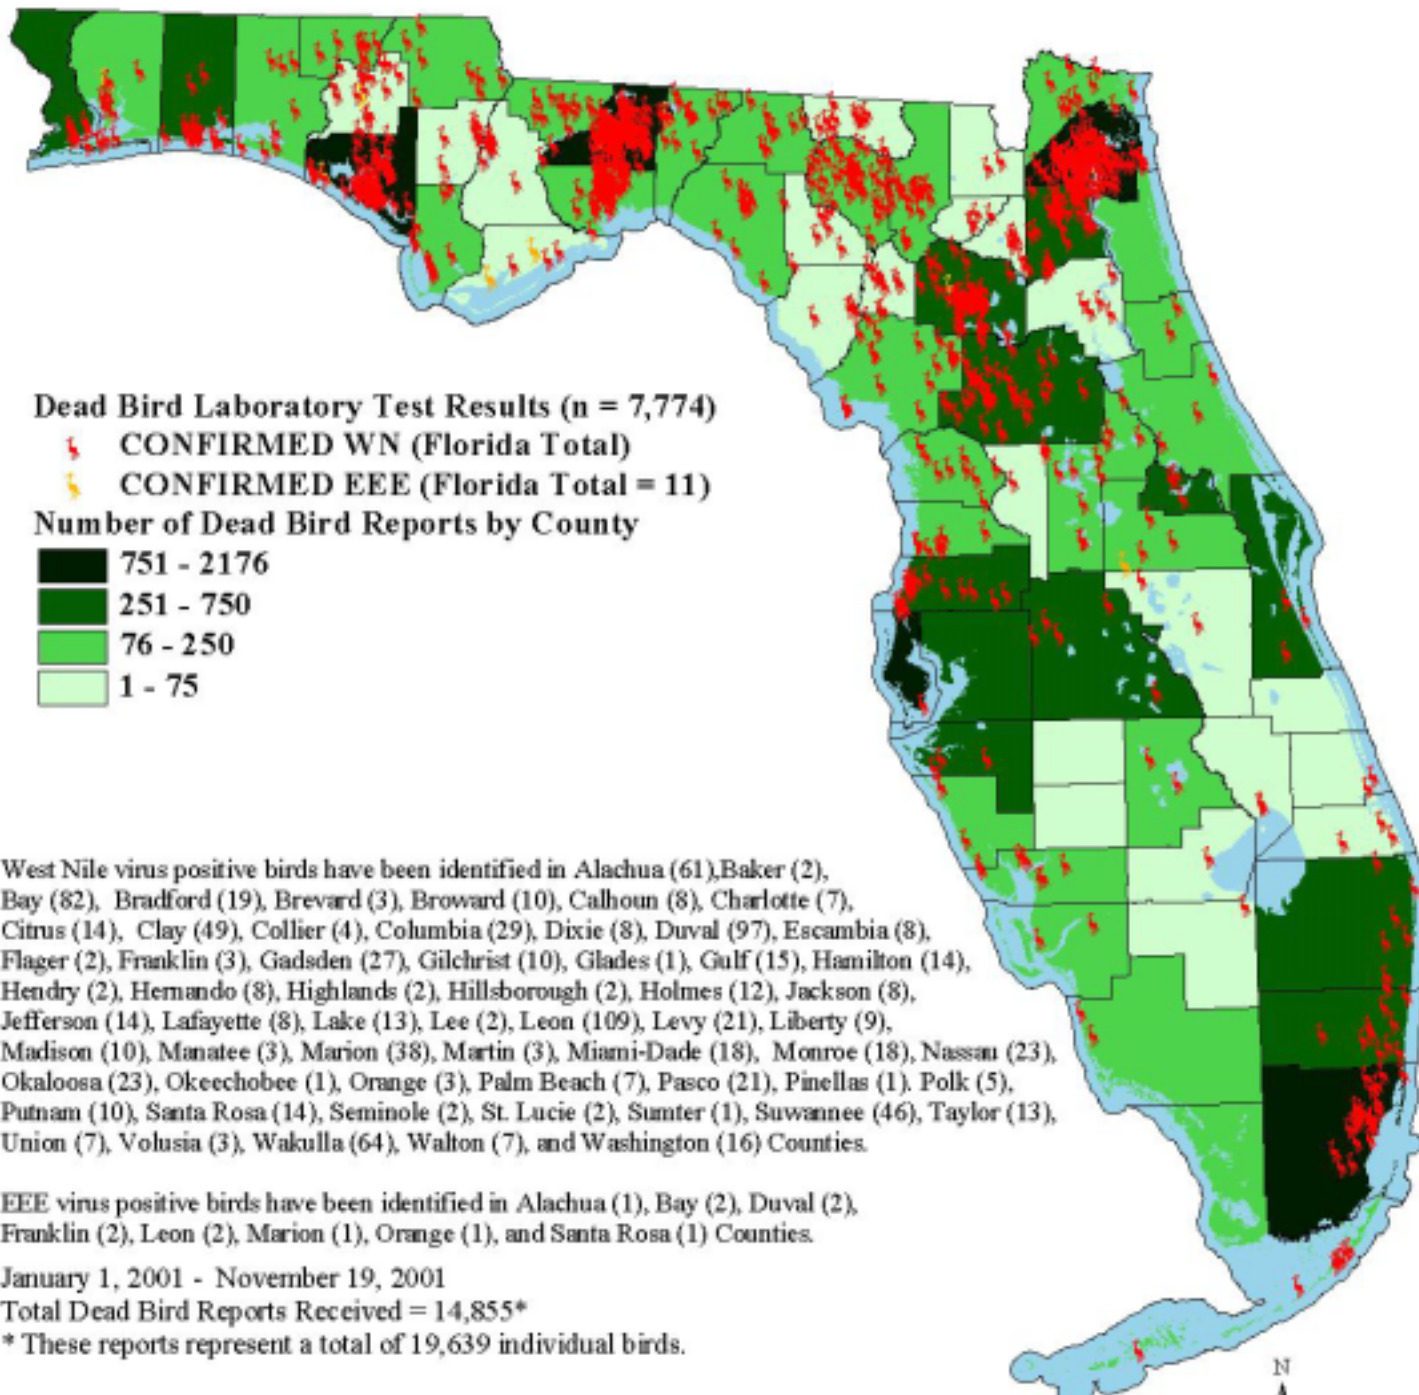 Dead Bird Laboratory Test Results (n = 7,774)
CONFIRMED WN (Florida Total)
CONFIRMED EEE (Florida Total = 11)
Number of Dead Bird Reports by County
751 - 2176
251 - 750
76 - 250
1 - 75
West Nile virus positive birds have been identified in Alachua (61),Baker (2),
Bay (82), Bradford (19), Brevard (3), Broward (10), Calhoun (8), Charlotte (7),
Citrus (14), Clay (49), Collier (4), Columbia (29), Dixie (8), Duval (97), Escambia (8),
Flager (2), Franklin (3), Gadsden (27), Gilchrist (10), Glades (1), Gulf (15), Hamilton (14),
Hendry (2), Hernando (8), Highlands (2), Hillsborough (2), Holmes (12), Jackson (8),
Jefferson (14), Lafayette (8), Lake (13), Lee (2), Leon (109), Levy (21), Liberty (9),
Madison (10), Manatee (3), Marion (38), Martin (3), Miami-Dade (18), Monroe (18), Nassau (23),
Okaloosa (23), Okeechobee (1), Orange (3), Palm Beach (7), Pasco (21), Pinellas (1). Polk (5),
Putnam (10), Santa Rosa (14), Seminole (2), St. Lucie (2), Sumter (1), Suwannee (46), Taylor (13),
Union (7), Volusia (3), Wakulla (64), Walton (7), and Washington (16) Counties.
EEE virus positive birds have been identified in Alachua (1), Bay (2), Duval (2),
Franklin (2), Leon (2), Marion (1), Orange (1), and Santa Rosa (1) Counties.
January 1, 2001 - November 19, 2001
Total Dead Bird Reports Received = 14,855*
* These reports represent a total of 19,639 individual birds.
N